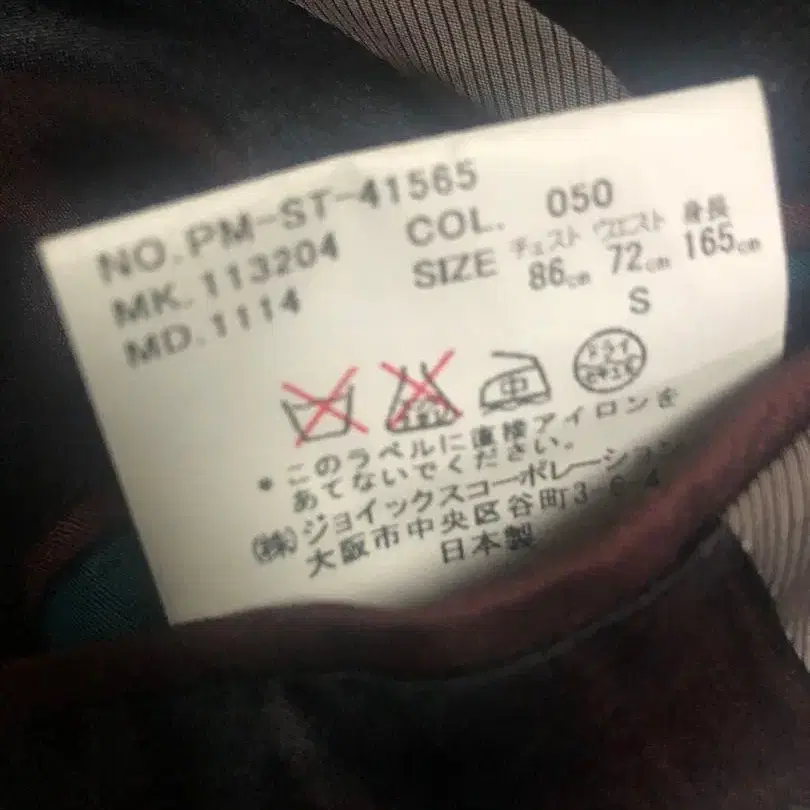 NO.PM-ST-41565
MK.113204
MD.1114
COL. 050
SIZE チェスト ウエスト 身長
86cm 72cm 165cm
S
中
ドライ
* このラベルに直接アイロンを
あてないでください。
(株)ジョイックスコーポレーション
大阪市中央区谷町3-6-4
日本製